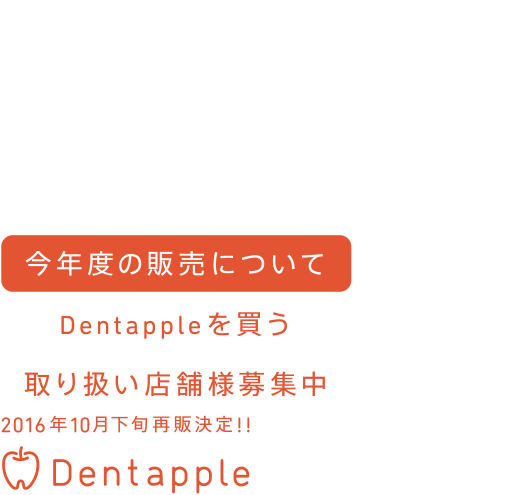 今年度の販売について
Dentappleを買う
取り扱い店舗様募集中
2016年10月下旬再販決定!!
Dentapple